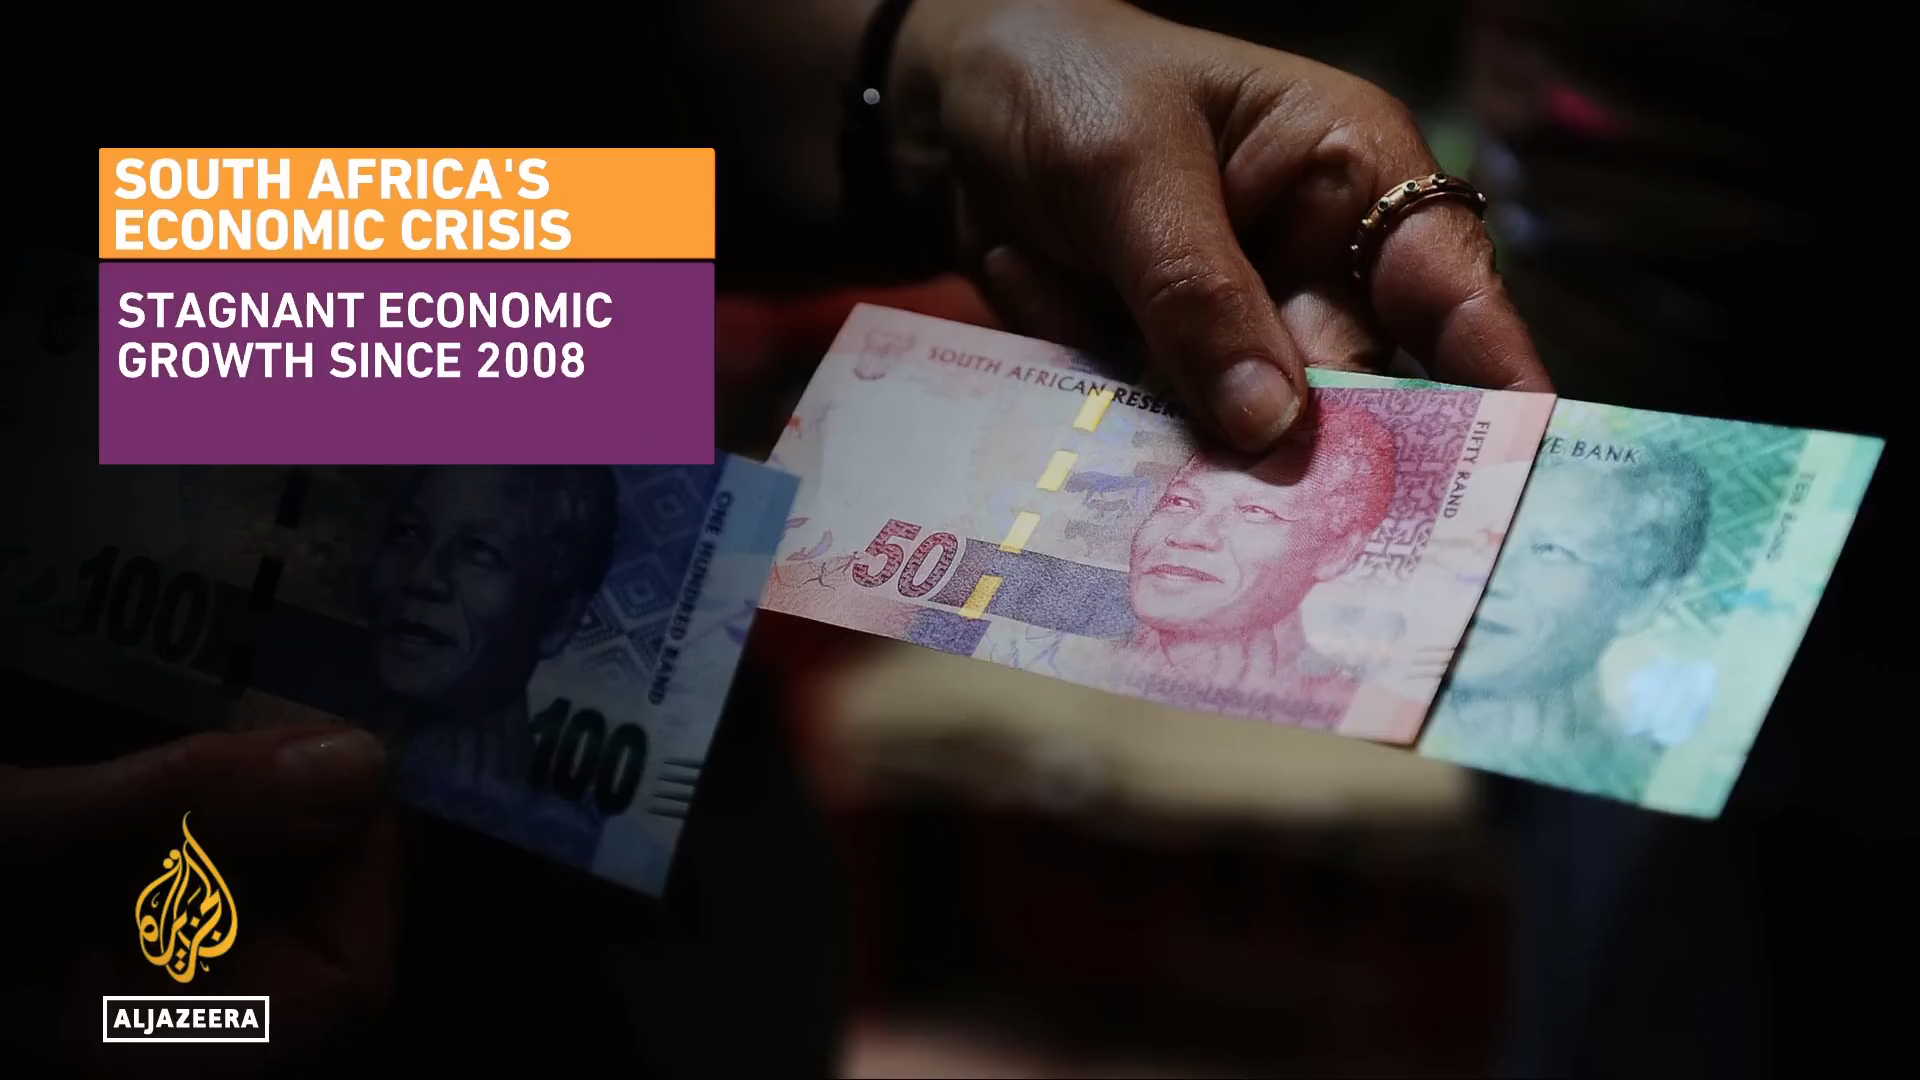 SOUTH AFRICA'S
ECONOMIC CRISIS
STAGNANT ECONOMIC
GROWTH SINCE 2008
SOUTH AFRICAN
FIFTY RAND
50
BANK
ONE HUNDRED RAND
100
100
الجزيرة
ALJAZEERA